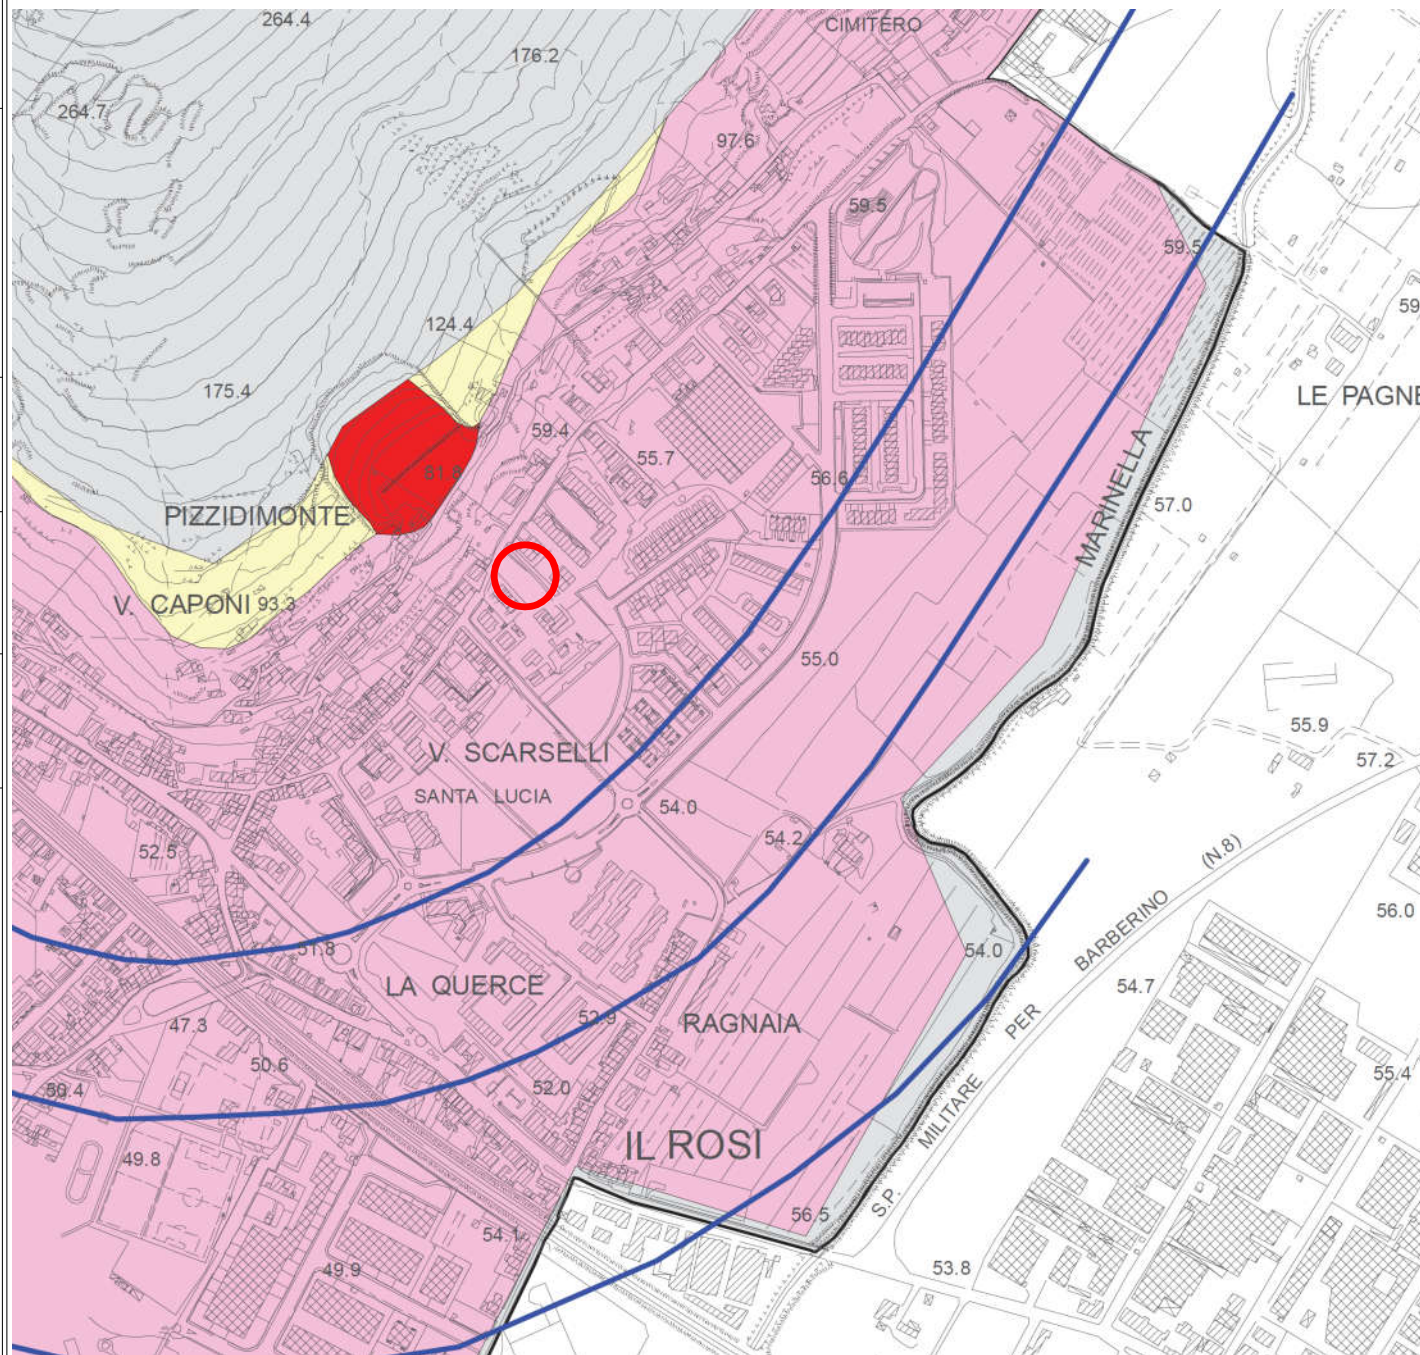 264.4
CIMITERO
176.2
264.7
97.6
59.5
59.5
59
124.4
175.4
LE PAGNE
59.4
55.7
81.8
56.6
MARINELLA
57.0
PIZZIDIMONTE
V. CAPONI 93.3
55.0
55.9
V. SCARSELLI
57.2
SANTA LUCIA
54.0
54.2
(N.8)
52.5
BARBERINO
56.0
51.8
54.0
LA QUERCE
54.7
47.3
52.9
RAGNAIA
PER
50.6
55.4
50.4
52.0
MILITARE
IL ROSI
49.8
S.P.
56.5
54.1
49.9
53.8